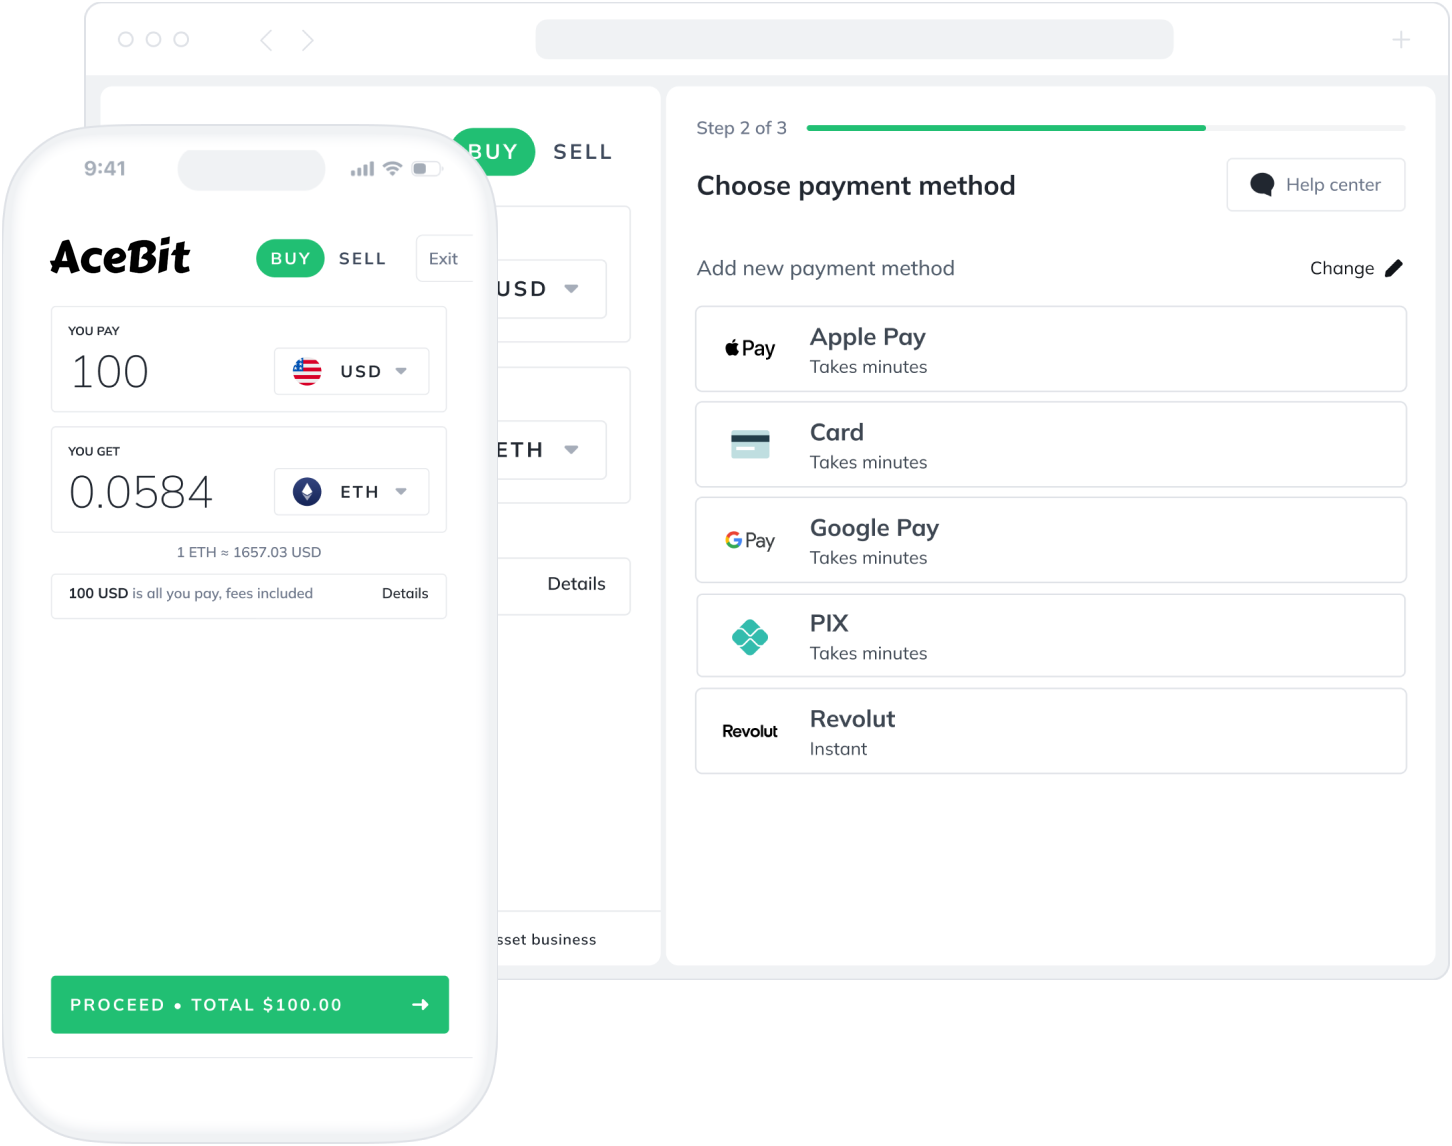 9:41
AceBit
BUY SELL Exit
YOU PAY
100 USD
YOU GET
0.0584 ETH
1 ETH ≈ 1657.03 USD
100 USD is all you pay, fees included Details
PROCEED • TOTAL $100.00
BUY SELL
USD
ETH
Details
business
Step 2 of 3
Choose payment method
Help center
Add new payment method
Change
Pay Apple Pay
Takes minutes
Card
Takes minutes
G Pay Google Pay
Takes minutes
PIX
Takes minutes
Revolut Revolut
Instant